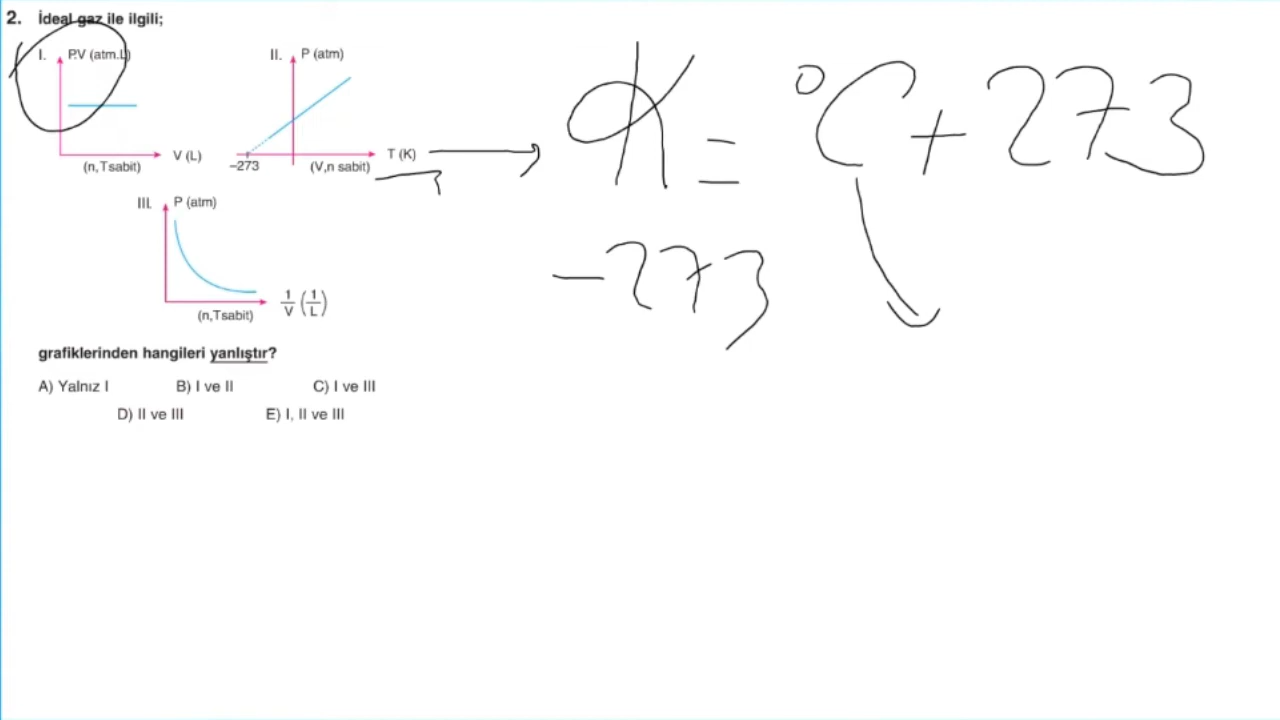 2. İdeal gaz ile ilgili;
I. P.V (atm.L)
V (L)
(n,Tsabit)
II. P (atm)
T (K)
-273
(V,n sabit)
III. P (atm)
1/V (1/L)
(n,Tsabit)
K = °C + 273
-273
grafiklerinden hangileri yanlıştır?
A) Yalnız I B) I ve II C) I ve III
D) II ve III E) I, II ve III